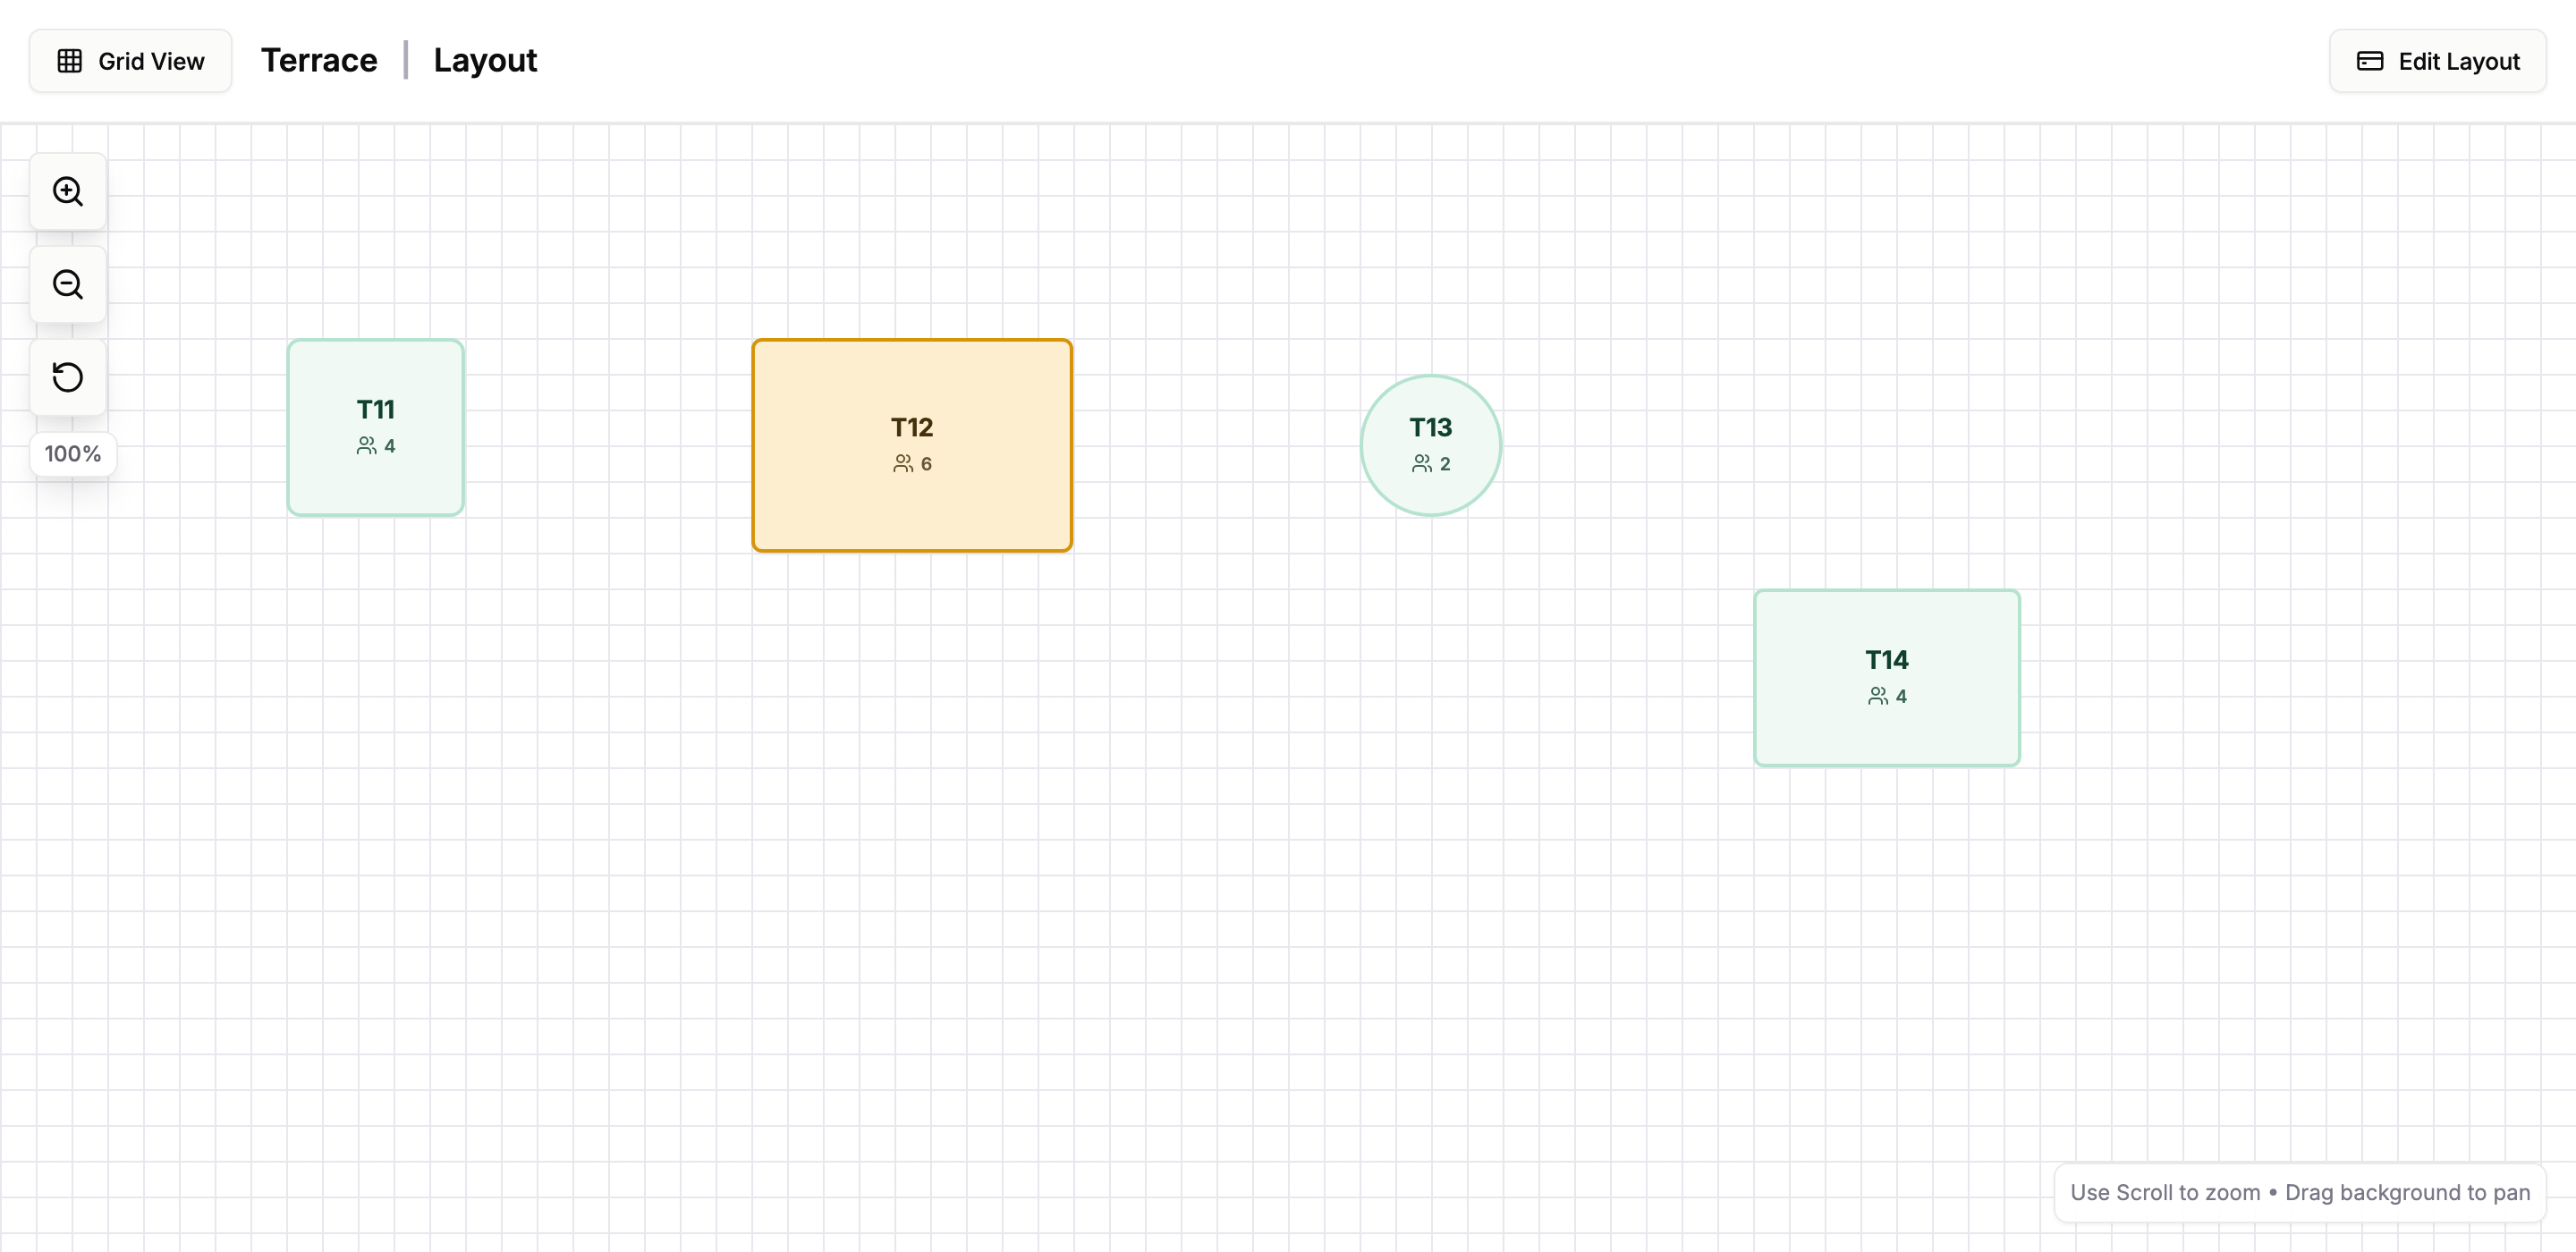 Grid View
Terrace | Layout
Edit Layout
100%
T11
4
T12
6
T13
2
T14
4
Use Scroll to zoom • Drag background to pan